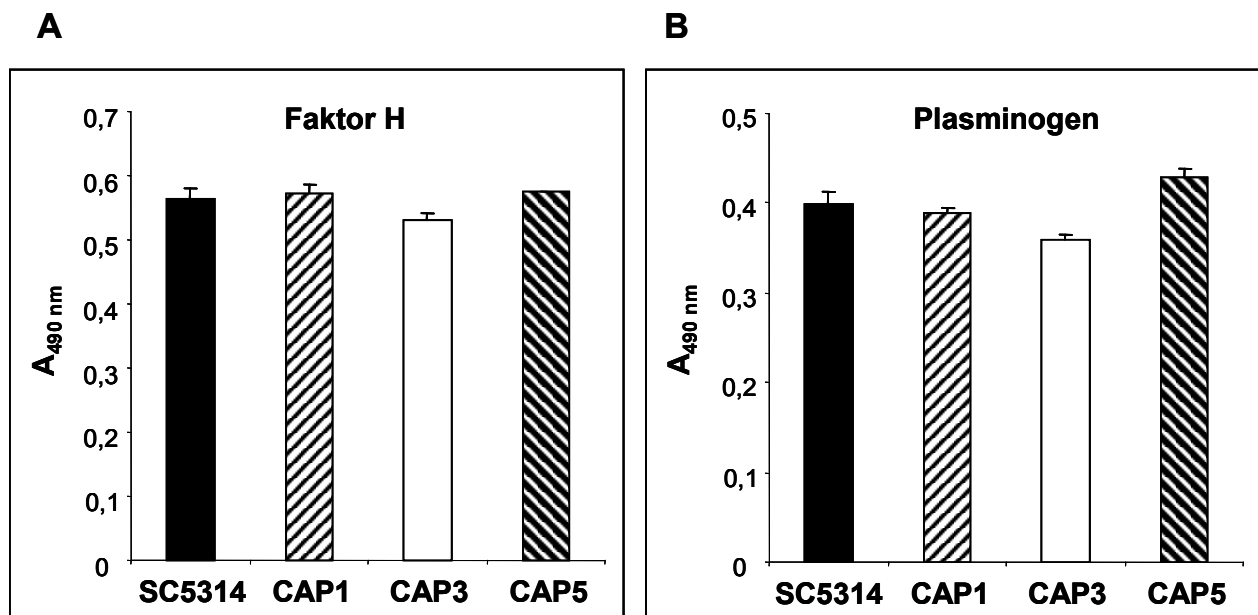 A
Faktor H
0,7
0,6
0,5
0,4
0,3
0,2
0,1
0
A490 nm
SC5314 CAP1 CAP3 CAP5
B
Plasminogen
0,5
0,4
0,3
0,2
0,1
0
A490 nm
SC5314 CAP1 CAP3 CAP5